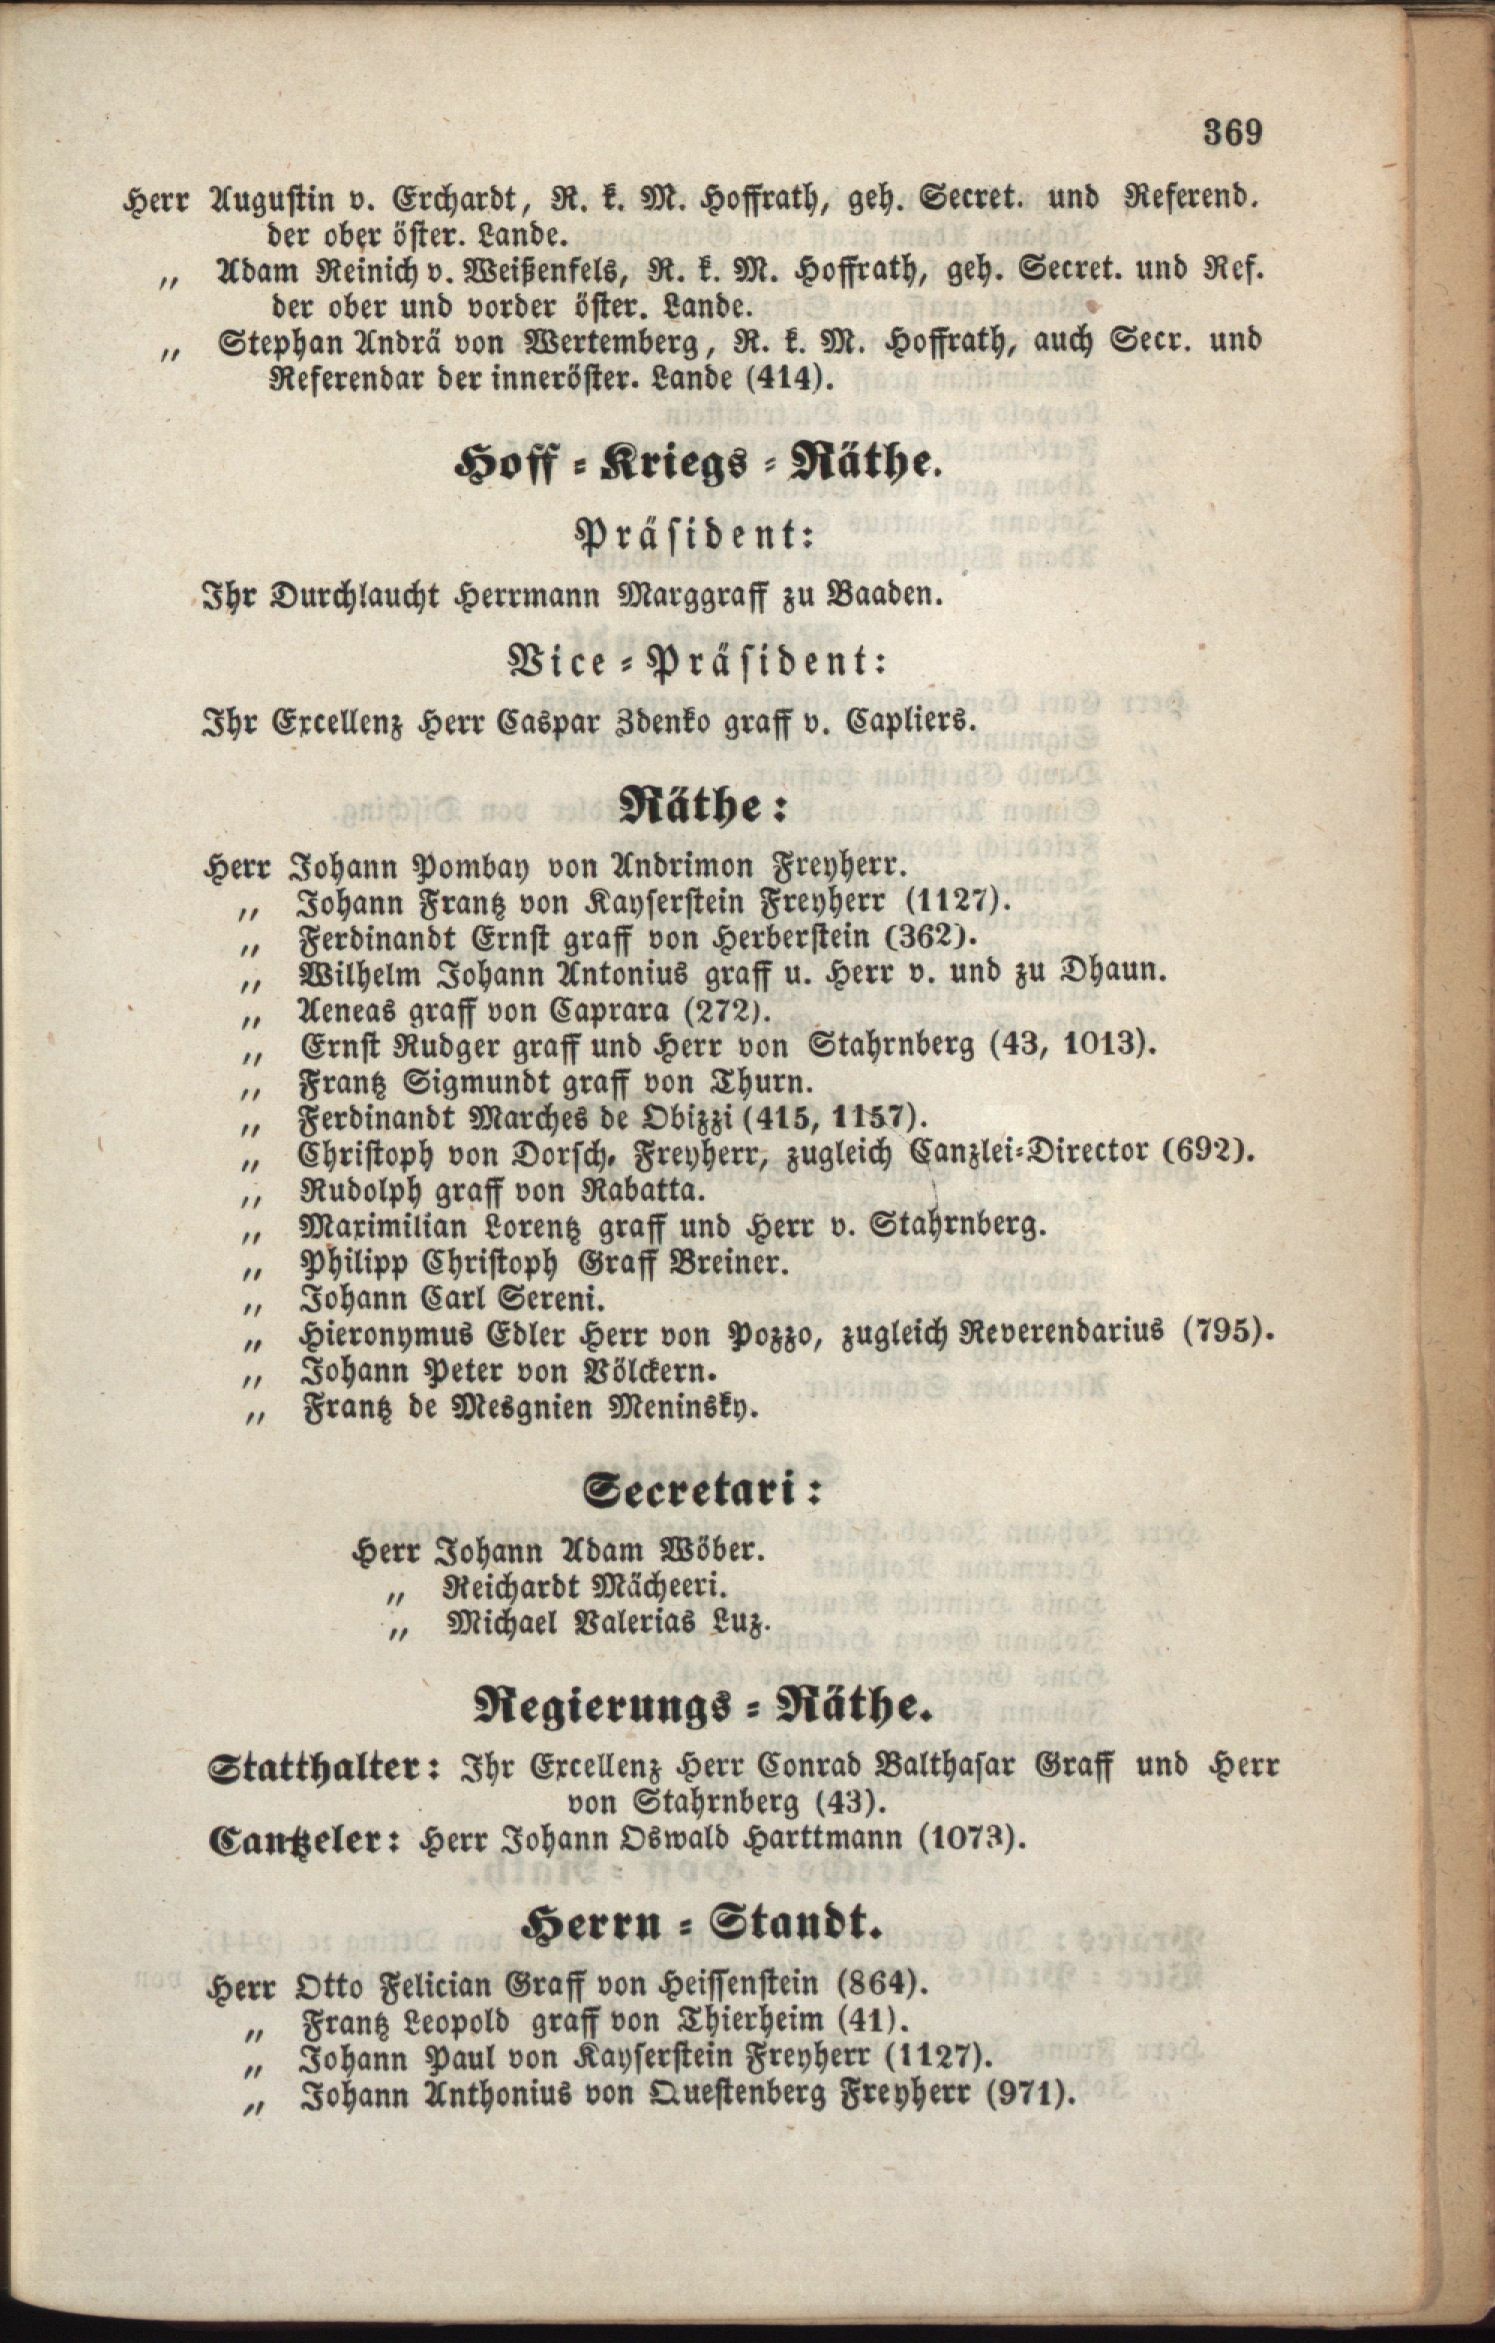 369
Herr Augustin v. Erchardt, R. k. M. Hoffrath, geh. Secret. und Referend.
der ober öster. Lande.
„ Adam Reinich v. Weißenfels, R. k. M. Hoffrath, geh. Secret. und Ref.
der ober und vorder öster. Lande.
„ Stephan Andrä von Wertemberg, R. k. M. Hoffrath, auch Secr. und
Referendar der inneröster. Lande (414).
Hoff-Kriegs-Räthe.
Präsident:
Ihr Durchlaucht Herrmann Marggraff zu Baaden.
Vice-Präsident:
Ihr Excellenz Herr Caspar Zdenko graff v. Capliers.
Räthe:
Herr Johann Pombay von Andrimon Freyherr.
„ Johann Frantz von Kayserstein Freyherr (1127).
„ Ferdinandt Ernst graff von Herberstein (362).
„ Wilhelm Johann Antonius graff u. Herr v. und zu Dhaun.
„ Aeneas graff von Caprara (272).
„ Ernst Rudger graff und Herr von Stahrnberg (43, 1013).
„ Frantz Sigmundt graff von Thurn.
„ Ferdinandt Marches de Obizzi (415, 1157).
„ Christoph von Dorsch, Freyherr, zugleich Canzlei-Director (692).
„ Rudolph graff von Rabatta.
„ Maximilian Lorentz graff und Herr v. Stahrnberg.
„ Philipp Christoph Graff Breiner.
„ Johann Carl Sereni.
„ Hieronymus Edler Herr von Pozzo, zugleich Reverendarius (795).
„ Johann Peter von Völckern.
„ Frantz de Mesgnien Meninsky.
Secretari:
Herr Johann Adam Wöber.
„ Reichardt Mächeeri.
„ Michael Valerias Luz.
Regierungs-Räthe.
Statthalter: Ihr Excellenz Herr Conrad Balthasar Graff und Herr
von Stahrnberg (43).
Cantzeler: Herr Johann Oswald Harttmann (1073).
Herrn-Standt.
Herr Otto Felician Graff von Heissenstein (864).
„ Frantz Leopold graff von Thierheim (41).
„ Johann Paul von Kayserstein Freyherr (1127).
„ Johann Anthonius von Questenberg Freyherr (971).